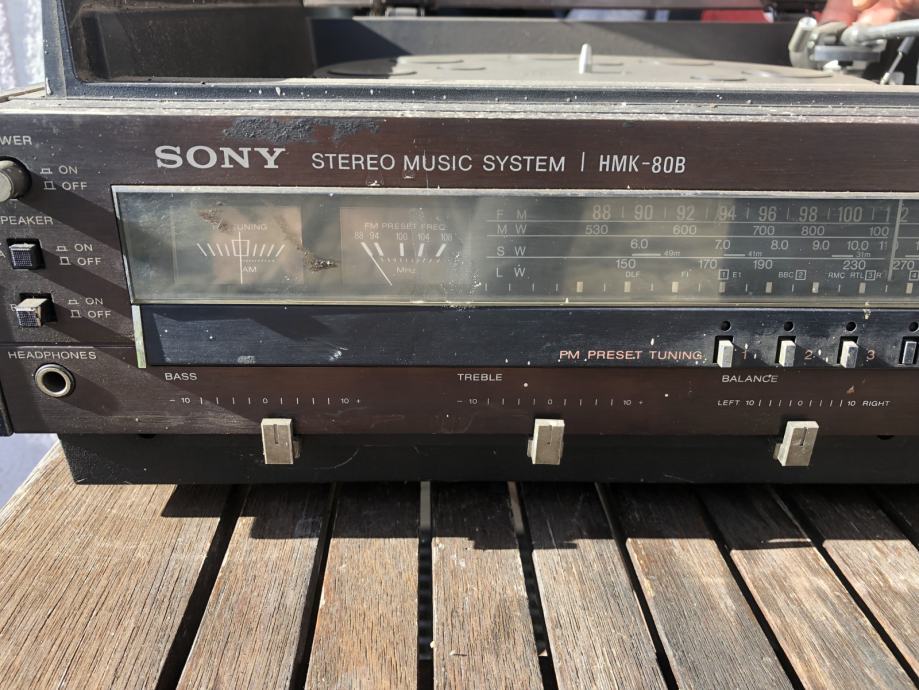 WER
ON
OFF
SONY STEREO MUSIC SYSTEM | HMK-80B
PEAKER
A ON
OFF
B ON
OFF
HEADPHONES
TUNING
AM
FM PRESET FREQ
88 94 100 104 108
MHz
FM 88 90 92 94 96 98 100
MW 530 600 700 800 100
SW 6.0 7.0 8.0 9.0 10.0 11
49m 41m 31m
LW 150 170 190 230 270
DLF 1 E1 BBC 2 RMC RTL 3
FM PRESET TUNING 1 2 3
BASS
- 10 0 10 +
TREBLE
- 10 0 10 +
BALANCE
LEFT 10 0 10 RIGHT